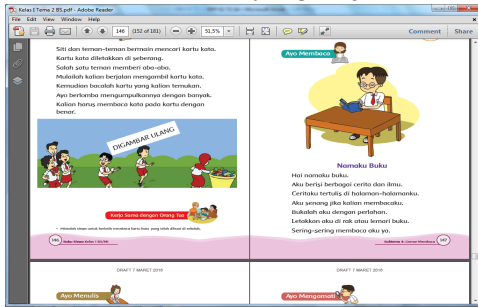 Kelas I Tema 2 BS.pdf - Adobe Reader
File Edit View Window Help
146 (152 of 181) 51,5% Comment Share
Siti dan teman-teman bermain mencari kartu kata.
Kartu kata diletakkan di seberang.
Salah satu teman memberi aba-aba.
Mulailah kalian berjalan mengambil kartu kata.
Kemudian bacalah kartu yang kalian temukan.
Ayo berlomba mengumpulkannya dengan banyak.
Kalian harus membaca kata pada kartu dengan
benar.
DIGAMBAR ULANG
Kerja Sama dengan Orang Tua
146 Buku Siswa Kelas I SD/MI
Ayo Membaca
Namaku Buku
Hai namaku buku.
Aku berisi berbagai cerita dan ilmu.
Ceritaku tertulis di halaman-halamanku.
Aku senang jika kalian membacaku.
Bukalah aku dengan perlahan.
Letakkan aku di rak atau lemari buku.
Sering-sering membaca aku ya.
147
DRAFT 7 MARET 2016
DRAFT 7 MARET 2016
Ayo Menulis
Ayo Mengamati